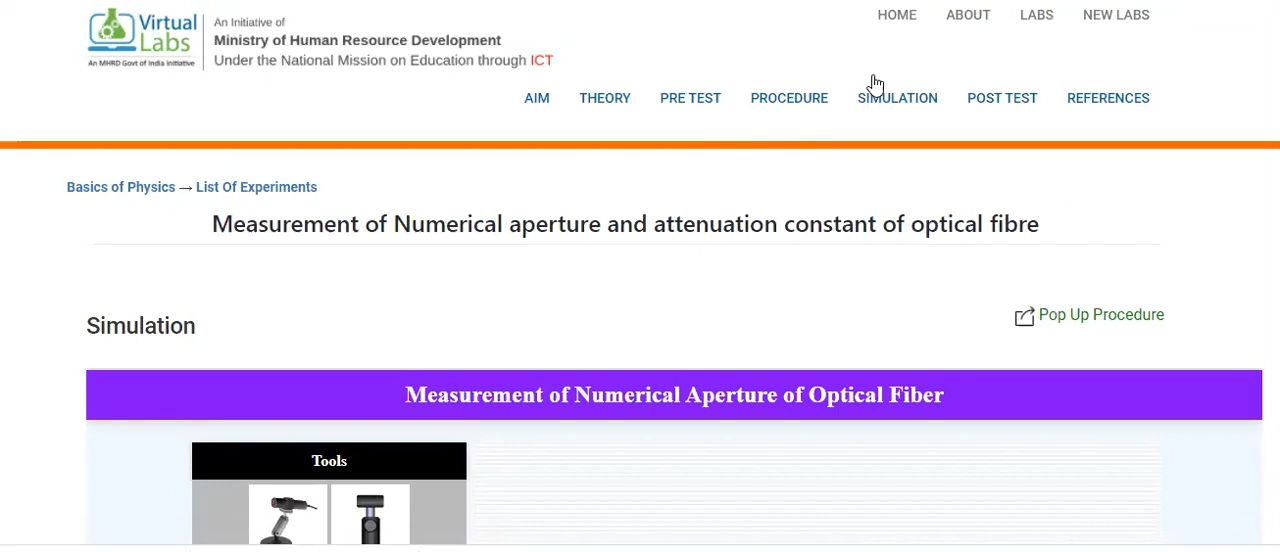 Virtual Labs
An MHRD Govt of India Initiative
An Initiative of
Ministry of Human Resource Development
Under the National Mission on Education through ICT
HOME ABOUT LABS NEW LABS
AIM THEORY PRE TEST PROCEDURE SIMULATION POST TEST REFERENCES
Basics of Physics → List Of Experiments
Measurement of Numerical aperture and attenuation constant of optical fibre
Simulation
Pop Up Procedure
Measurement of Numerical Aperture of Optical Fiber
Tools